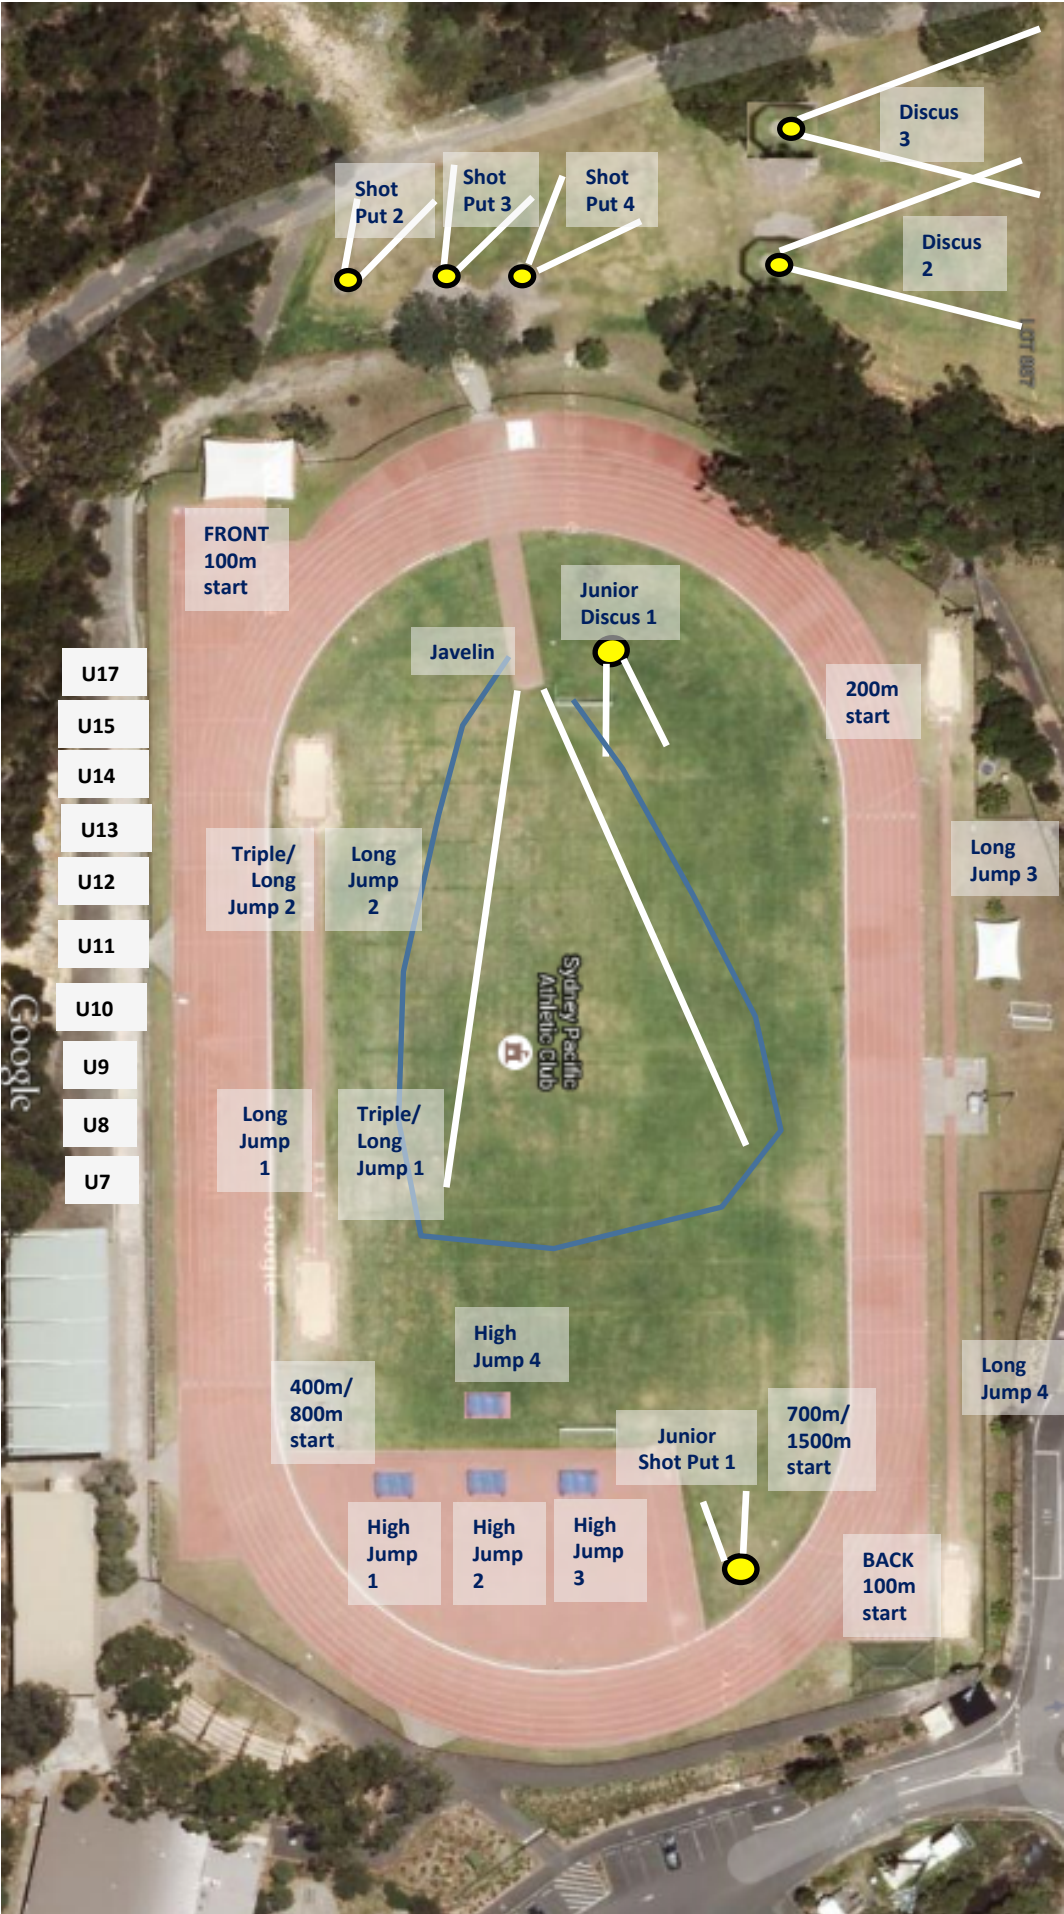 Discus
3
Shot
Put 2
Shot
Put 3
Shot
Put 4
Discus
2
LOT 857
FRONT
100m
start
Junior
Discus 1
Javelin
U17
U15
U14
U13
U12
U11
U10
U9
U8
U7
200m
start
Triple/
Long
Jump 2
Long
Jump
2
Long
Jump 3
Sydney Pacific
Athletic Club
Google
Long
Jump
1
Triple/
Long
Jump 1
Google
High
Jump 4
Long
Jump 4
400m/
800m
start
700m/
1500m
start
Junior
Shot Put 1
High
Jump
1
High
Jump
2
High
Jump
3
BACK
100m
start